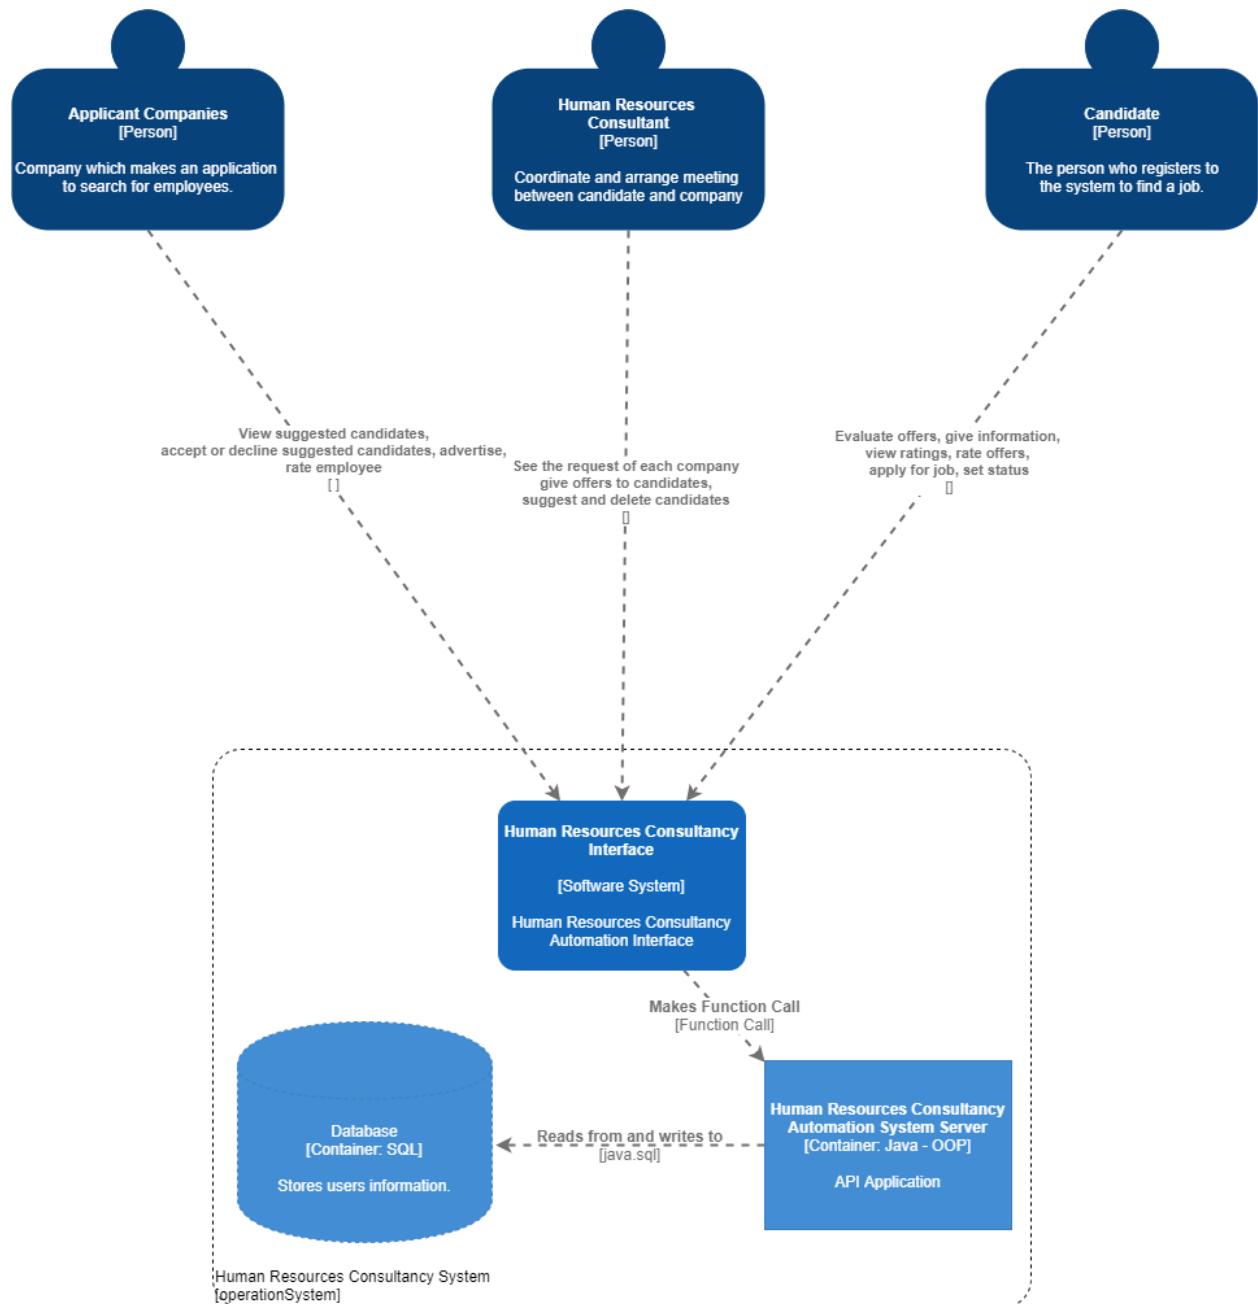 Applicant Companies
[Person]
Company which makes an application
to search for employees.
Human Resources
Consultant
[Person]
Coordinate and arrange meeting
between candidate and company
Candidate
[Person]
The person who registers to
the system to find a job.
View suggested candidates,
accept or decline suggested candidates, advertise,
rate employee
[ ]
See the request of each company
give offers to candidates,
suggest and delete candidates
[]
Evaluate offers, give information,
view ratings, rate offers,
apply for job, set status
[]
Human Resources Consultancy
Interface
[Software System]
Human Resources Consultancy
Automation Interface
Makes Function Call
[Function Call]
Human Resources Consultancy
Automation System Server
[Container: Java - OOP]
API Application
Reads from and writes to
[java.sql]
Database
[Container: SQL]
Stores users information.
Human Resources Consultancy System
[operationSystem]